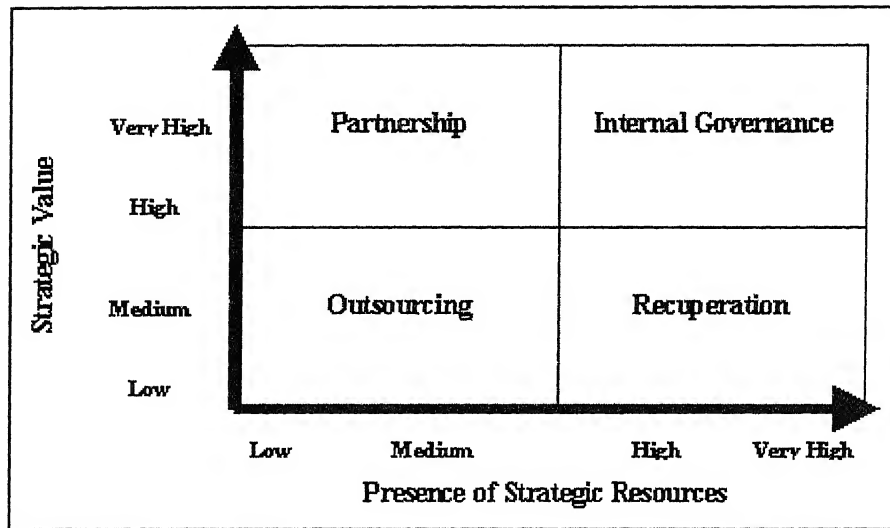 Strategic Value
Very High
High
Medium
Low
Partnership
Internal Governance
Outsourcing
Recuperation
Low
Medium
High
Very High
Presence of Strategic Resources